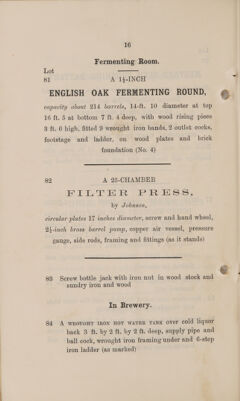 16
Fermenting Room.
Lot
81 A 1½-INCH
ENGLISH OAK FERMENTING ROUND,
capacity about 214 barrels, 14-ft. 10 diameter at top
16 ft. 5 at bottom 7 ft. 4 deep, with wood rising pieces
3 ft. 6 high, fitted 9 wrought iron bands, 2 outlet cocks,
footstage and ladder, on wood plates and brick
foundation (No. 4)
82 A 25-CHAMBER
FILTER PRESS,
by Johnson,
circular plates 17 inches diameter, screw and hand wheel,
2½-inch brass barrel pump, copper air vessel, pressure
gauge, side rods, framing and fittings (as it stands)
83 Screw bottle jack with iron nut in wood stock and
sundry iron and wood
In Brewery.
84 A WROUGHT IRON HOT WATER TANK over cold liquor
back 3 ft. by 2 ft. by 2 ft. deep, supply pipe and
ball cock, wrought iron framing under and 6-step
iron ladder (as marked)